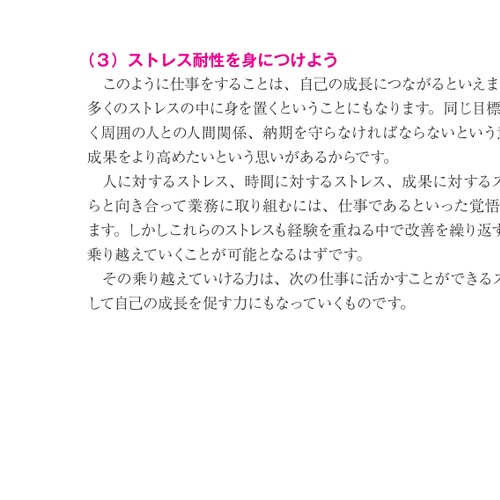 （３）ストレス耐性を身につけよう
このように仕事をすることは、自己の成長につながるといえま
多くのストレスの中に身を置くということにもなります。同じ目標
く周囲の人との人間関係、納期を守らなければならないという
成果をより高めたいという思いがあるからです。
人に対するストレス、時間に対するストレス、成果に対するス
らと向き合って業務に取り組むには、仕事であるといった覚悟
ます。しかしこれらのストレスも経験を重ねる中で改善を繰り返す
乗り越えていくことが可能となるはずです。
その乗り越えていける力は、次の仕事に活かすことができるス
して自己の成長を促す力にもなっていくものです。